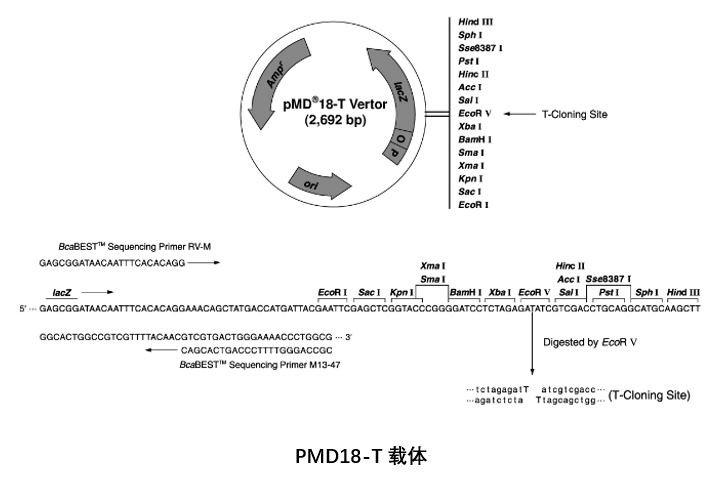 Hind III
Sph I
Sse8387 I
Pst I
Hinc II
Acc I
Sal I
EcoR V
Xba I
BamH I
Sma I
Xma I
Kpn I
Sac I
EcoR I
T-Cloning Site
Ampr
lacZ
O
P
ori
pMD®18-T Vertor
(2,692 bp)
BcaBEST™ Sequencing Primer RV-M
GAGCGGATAACAATTTCACACAGG
Xma I Hinc II
lacZ EcoR I Sac I Kpn I Sma I BamH I Xba I EcoR V Acc I Sal I Sse8387 I Pst I Sph I Hind III
5' ··· GAGCGGATAACAATTTCACACAGGAAACAGCTATGACCATGATTACGAATTCGAGCTCGGTACCCGGGGATCCTCTAGAGATATCGTCGACCTGCAGGCATGCAAGCTT
GGCACTGGCCGTCGTTTTACAACGTCGTGACTGGGAAAACCCTGGCG ··· 3'
CAGCACTGACCCTTTTGGGACCGC
BcaBEST™ Sequencing Primer M13-47
Digested by EcoR V
···tctagagatT atcgtcgacc···
···agatctcta Ttagcagctgg···
(T-Cloning Site)
PMD18-T 载体